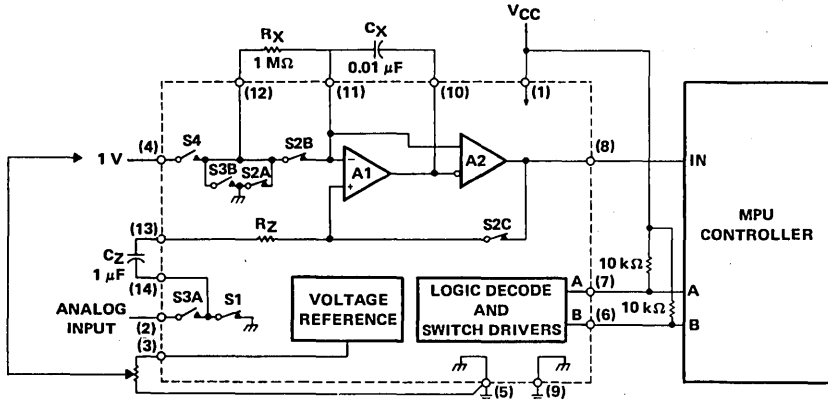 VCC
RX
1 MΩ
CX
0.01 μF
(12)
(11)
(10)
(1)
(4)
1 V
S4
S3B
S2A
S2B
A1
−
+
A2
(8)
IN
MPU
CONTROLLER
(13)
RZ
S2C
CZ
1 μF
(14)
10 kΩ
ANALOG
INPUT
(2)
S3A
S1
VOLTAGE
REFERENCE
LOGIC DECODE
AND
SWITCH DRIVERS
A
(7)
A
10 kΩ
B
(6)
B
(3)
(5)
(9)